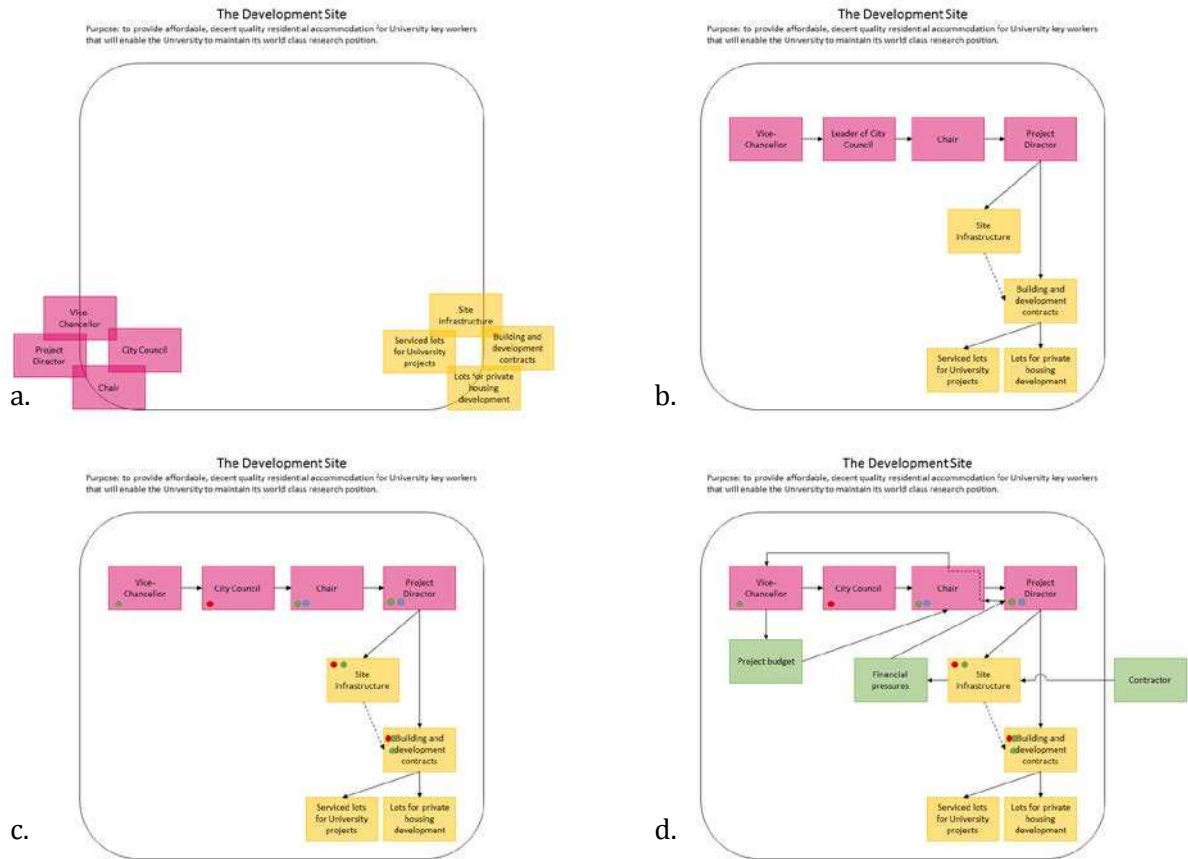 The Development Site
Purpose: to provide affordable, decent quality residential accommodation for University key workers
that will enable the University to maintain its world class research position.
Vice-
Chancellor
Project
Director
City Council
Chair
Site
infrastructure
Serviced lots
for University
projects
Building and
development
contracts
Lots for private
housing
development
a.
The Development Site
Purpose: to provide affordable, decent quality residential accommodation for University key workers
that will enable the University to maintain its world class research position.
Vice-
Chancellor
Leader of City
Council
Chair
Project
Director
Site
infrastructure
Building and
development
contracts
Serviced lots
for University
projects
Lots for private
housing
development
b.
The Development Site
Purpose: to provide affordable, decent quality residential accommodation for University key workers
that will enable the University to maintain its world class research position.
Vice-
Chancellor
City Council
Chair
Project
Director
Site
infrastructure
Building and
development
contracts
Serviced lots
for University
projects
Lots for private
housing
development
c.
The Development Site
Purpose: to provide affordable, decent quality residential accommodation for University key workers
that will enable the University to maintain its world class research position.
Vice-
Chancellor
City Council
Chair
Project
Director
Project budget
Financial
pressures
Site
infrastructure
Contractor
Building and
development
contracts
Serviced lots
for University
projects
Lots for private
housing
development
d.